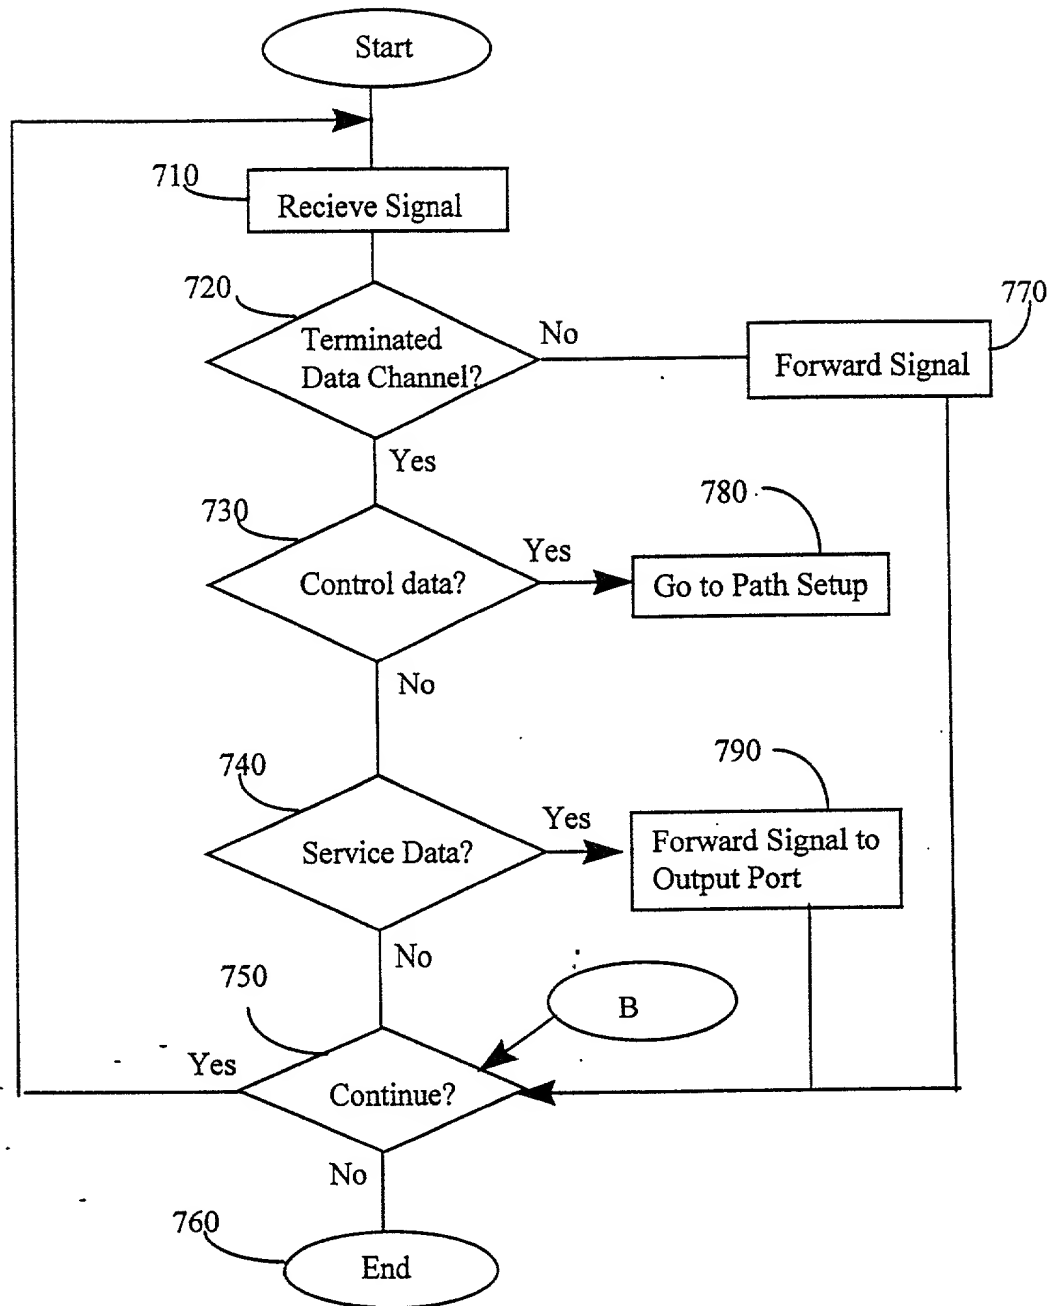 Start
710
Recieve Signal
720
Terminated
Data Channel?
No
770
Forward Signal
Yes
730
Control data?
Yes
780
Go to Path Setup
No
740
Service Data?
Yes
790
Forward Signal to
Output Port
No
750
B
Yes
Continue?
No
760
End